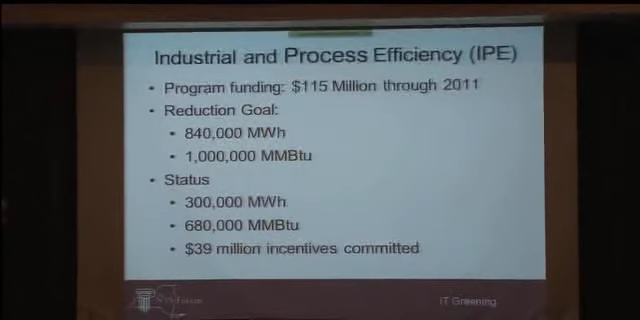 Industrial and Process Efficiency (IPE)
• Program funding: $115 Million through 2011
• Reduction Goal:
• 840,000 MWh
• 1,000,000 MMBtu
• Status
• 300,000 MWh
• 680,000 MMBtu
• $39 million incentives committed
Forum
IT Greening